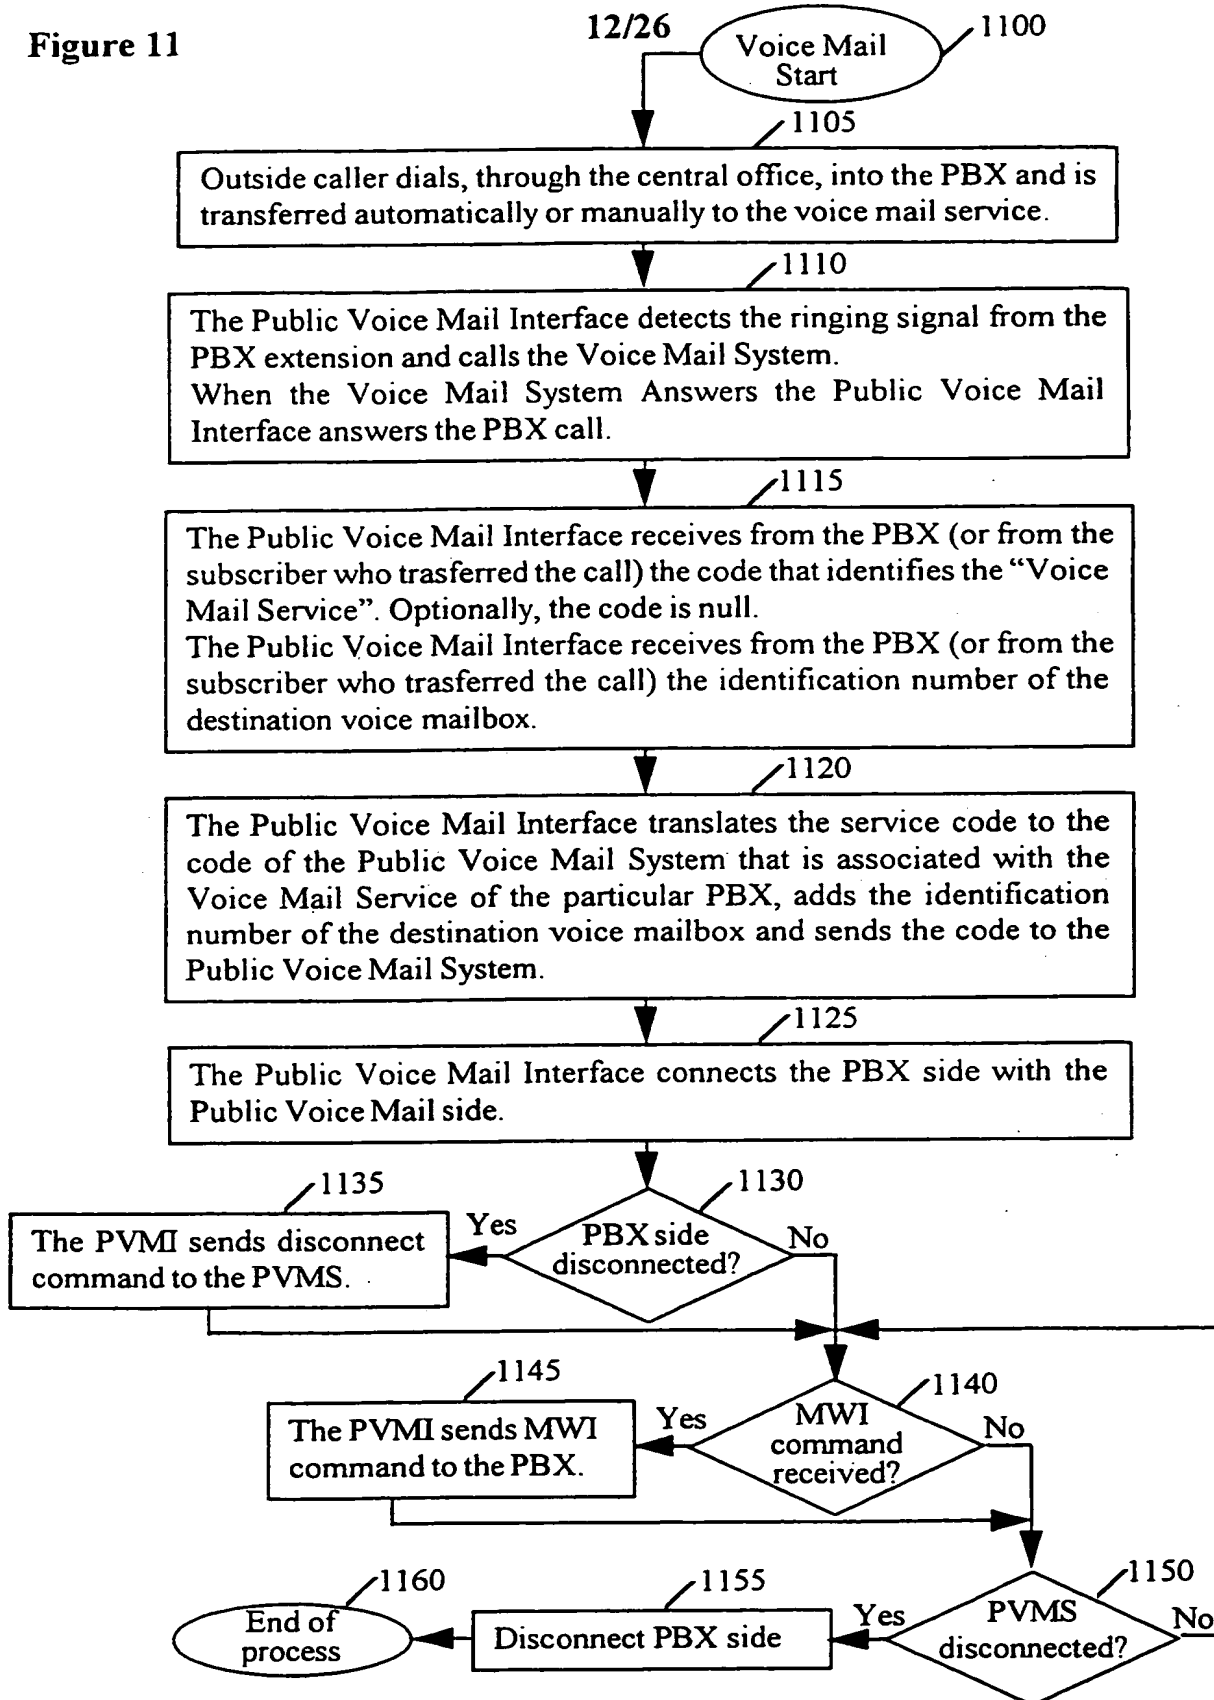 Figure 11
12/26
Voice Mail
Start
1100
1105
Outside caller dials, through the central office, into the PBX and is
transferred automatically or manually to the voice mail service.
1110
The Public Voice Mail Interface detects the ringing signal from the
PBX extension and calls the Voice Mail System.
When the Voice Mail System Answers the Public Voice Mail
Interface answers the PBX call.
1115
The Public Voice Mail Interface receives from the PBX (or from the
subscriber who trasferred the call) the code that identifies the “Voice
Mail Service”. Optionally, the code is null.
The Public Voice Mail Interface receives from the PBX (or from the
subscriber who trasferred the call) the identification number of the
destination voice mailbox.
1120
The Public Voice Mail Interface translates the service code to the
code of the Public Voice Mail System that is associated with the
Voice Mail Service of the particular PBX, adds the identification
number of the destination voice mailbox and sends the code to the
Public Voice Mail System.
1125
The Public Voice Mail Interface connects the PBX side with the
Public Voice Mail side.
1135
1130
The PVMI sends disconnect
command to the PVMS.
Yes
PBX side
disconnected?
No
1145
1140
The PVMI sends MWI
command to the PBX.
Yes
MWI
command
received?
No
1160
1155
1150
End of
process
Disconnect PBX side
Yes
PVMS
disconnected?
No